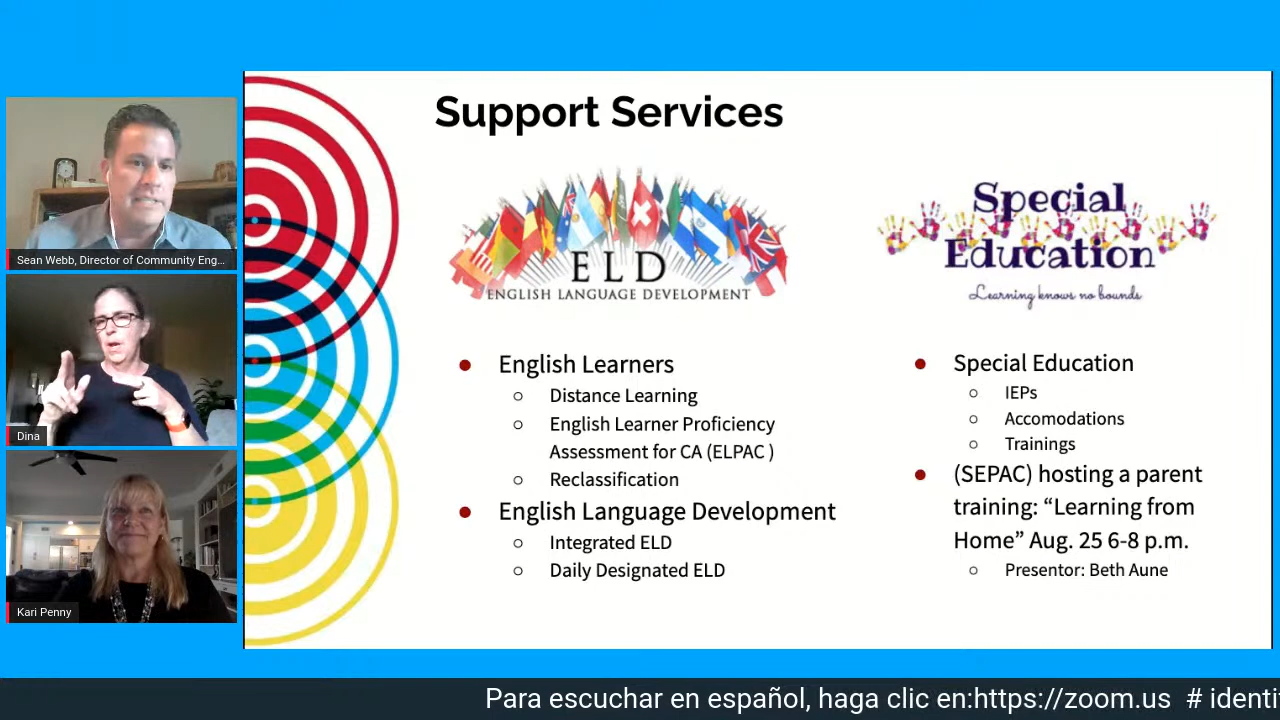 Support Services
Sean Webb, Director of Community Eng...
Dina
Kari Penny
ELD
ENGLISH LANGUAGE DEVELOPMENT
English Learners
Distance Learning
English Learner Proficiency
Assessment for CA (ELPAC )
Reclassification
English Language Development
Integrated ELD
Daily Designated ELD
Special
Education
Learning knows no bounds
Special Education
IEPs
Accomodations
Trainings
(SEPAC) hosting a parent
training: “Learning from
Home” Aug. 25 6-8 p.m.
Presentor: Beth Aune
Para escuchar en español, haga clic en:https://zoom.us # identi